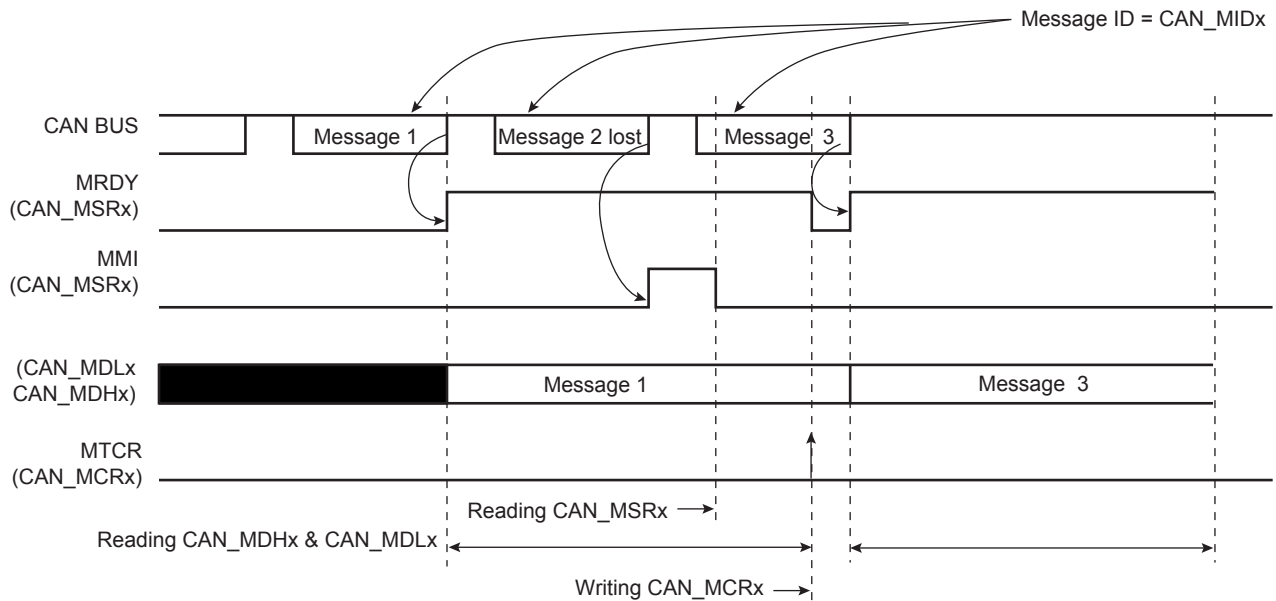 Message ID = CAN_MIDx
CAN BUS
Message 1
Message 2 lost
Message 3
MRDY
(CAN_MSRx)
MMI
(CAN_MSRx)
(CAN_MDLx
CAN_MDHx)
Message 1
Message 3
MTCR
(CAN_MCRx)
Reading CAN_MSRx
Reading CAN_MDHx & CAN_MDLx
Writing CAN_MCRx